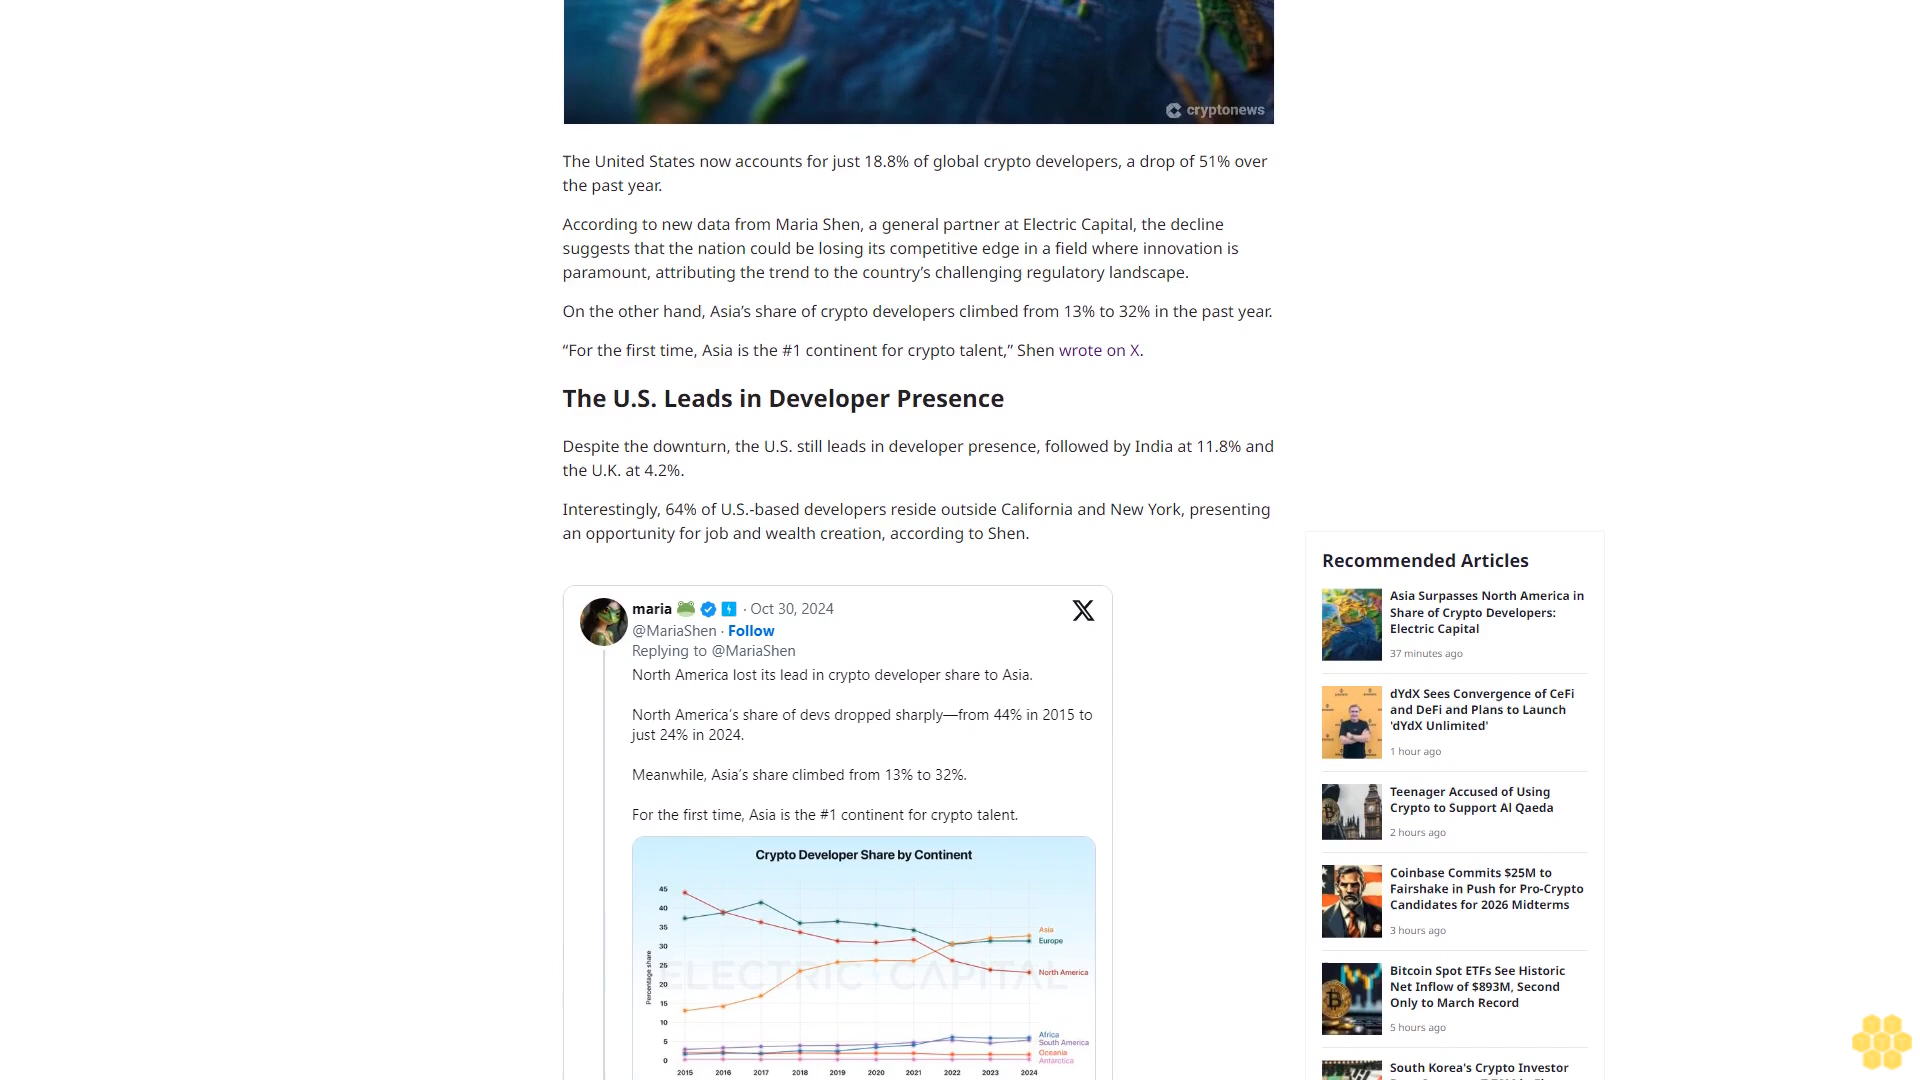 cryptonews
The United States now accounts for just 18.8% of global crypto developers, a drop of 51% over
the past year.
According to new data from Maria Shen, a general partner at Electric Capital, the decline
suggests that the nation could be losing its competitive edge in a field where innovation is
paramount, attributing the trend to the country’s challenging regulatory landscape.
On the other hand, Asia’s share of crypto developers climbed from 13% to 32% in the past year.
“For the first time, Asia is the #1 continent for crypto talent,” Shen wrote on X.
The U.S. Leads in Developer Presence
Despite the downturn, the U.S. still leads in developer presence, followed by India at 11.8% and
the U.K. at 4.2%.
Interestingly, 64% of U.S.-based developers reside outside California and New York, presenting
an opportunity for job and wealth creation, according to Shen.
maria · Oct 30, 2024
@MariaShen · Follow
Replying to @MariaShen
North America lost its lead in crypto developer share to Asia.
North America’s share of devs dropped sharply—from 44% in 2015 to
just 24% in 2024.
Meanwhile, Asia’s share climbed from 13% to 32%.
For the first time, Asia is the #1 continent for crypto talent.
Crypto Developer Share by Continent
ELECTRIC CAPITAL
Percentage share
45
40
35
30
25
20
15
10
5
0
Asia
Europe
North America
Africa
South America
Oceania
Antarctica
2015 2016 2017 2018 2019 2020 2021 2022 2023 2024
Recommended Articles
Asia Surpasses North America in
Share of Crypto Developers:
Electric Capital
37 minutes ago
dYdX Sees Convergence of CeFi
and DeFi and Plans to Launch
'dYdX Unlimited'
1 hour ago
Teenager Accused of Using
Crypto to Support Al Qaeda
2 hours ago
Coinbase Commits $25M to
Fairshake in Push for Pro-Crypto
Candidates for 2026 Midterms
3 hours ago
Bitcoin Spot ETFs See Historic
Net Inflow of $893M, Second
Only to March Record
5 hours ago
South Korea's Crypto Investor